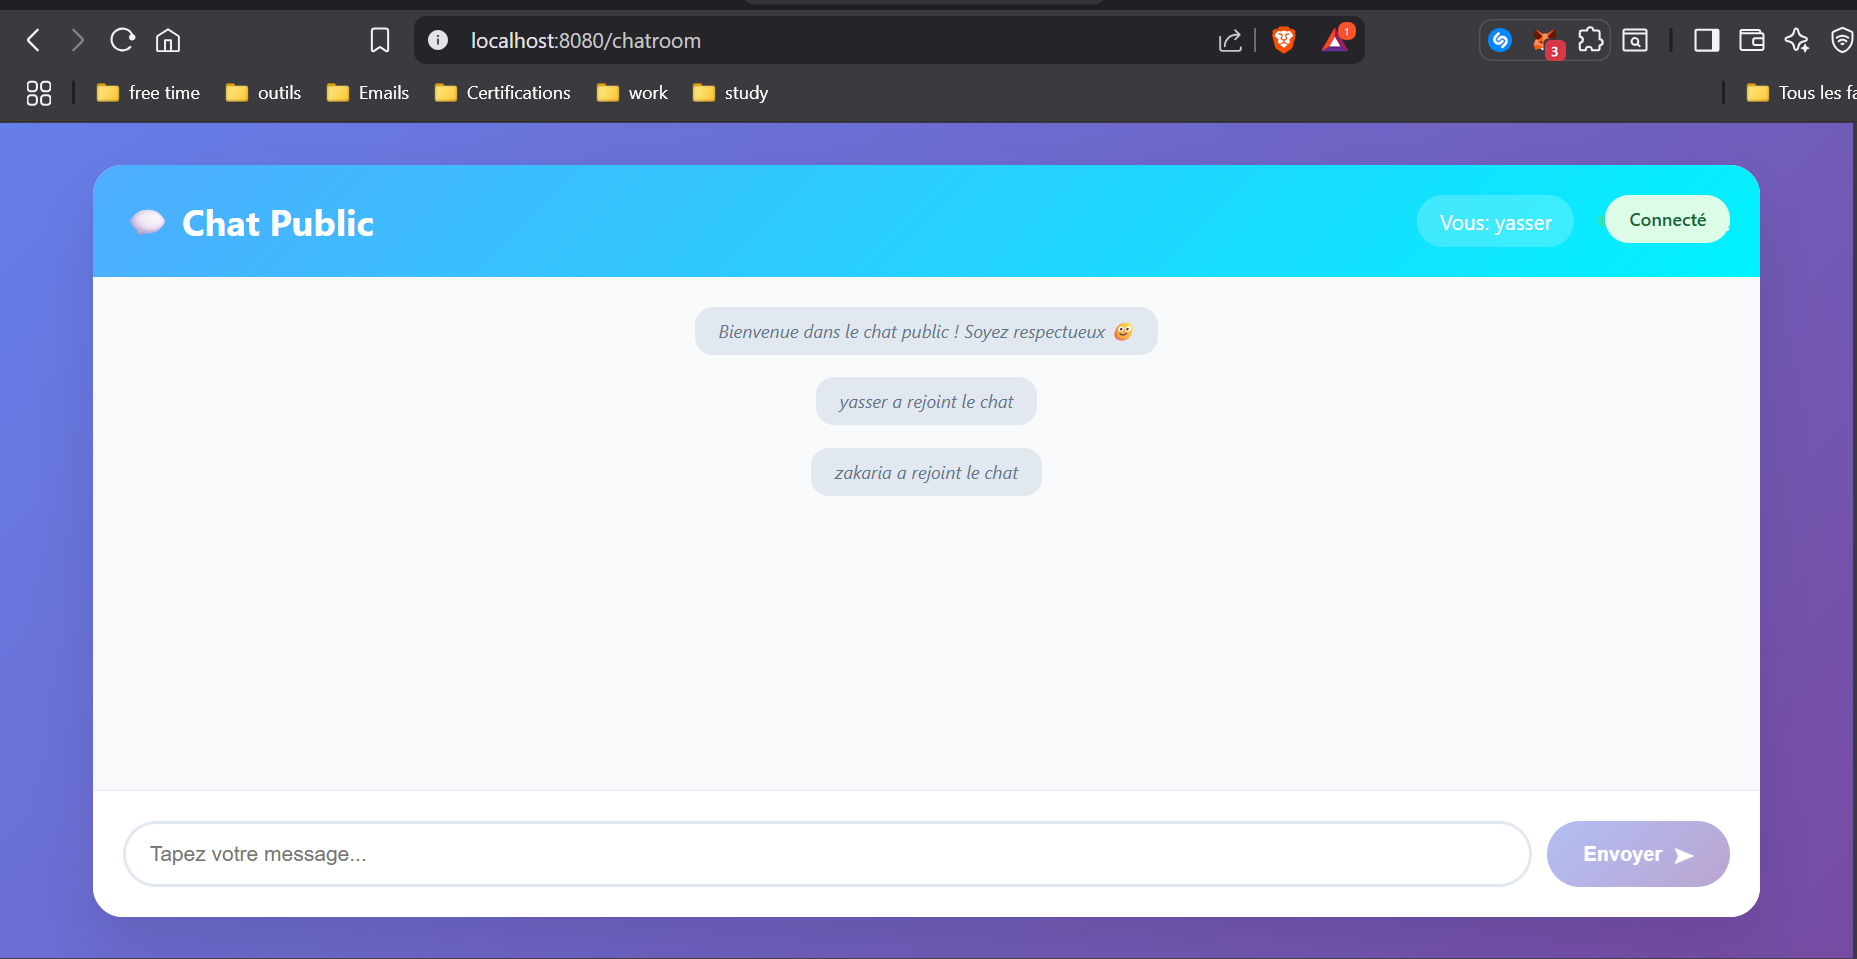 localhost:8080/chatroom
1
3
free time
outils
Emails
Certifications
work
study
Tous les fa
Chat Public
Vous: yasser
Connecté
Bienvenue dans le chat public ! Soyez respectueux
yasser a rejoint le chat
zakaria a rejoint le chat
Tapez votre message...
Envoyer